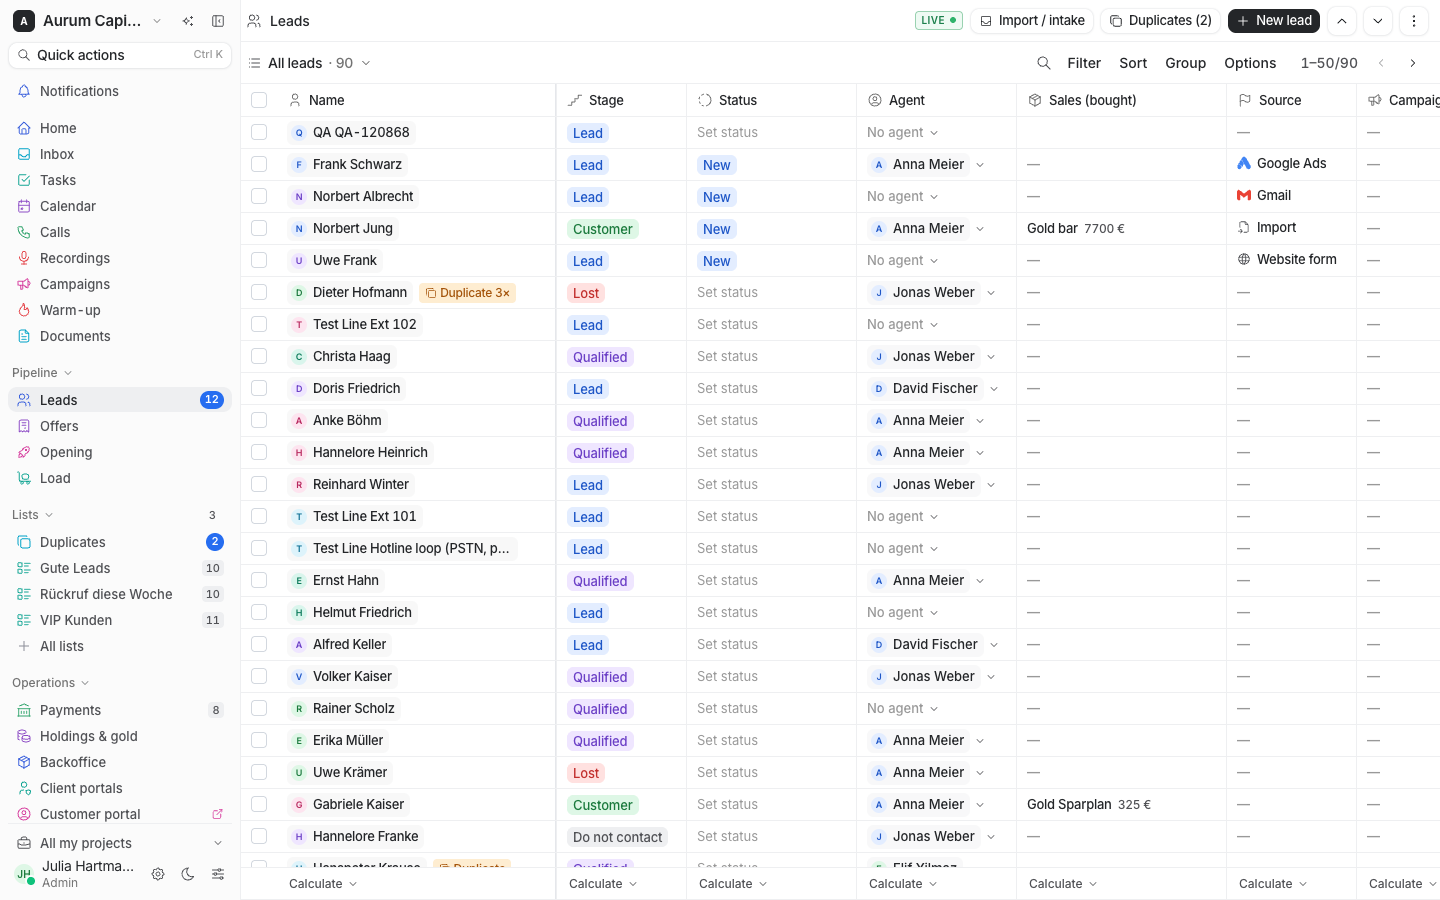 A Aurum Capi...
Quick actions Ctrl K
Notifications
Home
Inbox
Tasks
Calendar
Calls
Recordings
Campaigns
Warm-up
Documents
Pipeline
Leads 12
Offers
Opening
Load
Lists 3
Duplicates 2
Gute Leads 10
Rückruf diese Woche 10
VIP Kunden 11
All lists
Operations
Payments 8
Holdings & gold
Backoffice
Client portals
Customer portal
All my projects
JH Julia Hartma...
Admin
Leads LIVE Import / intake Duplicates (2) New lead
All leads · 90 Filter Sort Group Options 1–50/90
Name Stage Status Agent Sales (bought) Source Campaig
Q QA QA-120868 Lead Set status No agent — —
F Frank Schwarz Lead New A Anna Meier — Google Ads —
N Norbert Albrecht Lead New No agent — Gmail —
N Norbert Jung Customer New A Anna Meier Gold bar 7700 € Import —
U Uwe Frank Lead New No agent — Website form —
D Dieter Hofmann Duplicate 3× Lost Set status J Jonas Weber — — —
T Test Line Ext 102 Lead Set status No agent — — —
C Christa Haag Qualified Set status J Jonas Weber — — —
D Doris Friedrich Lead Set status D David Fischer — — —
A Anke Böhm Qualified Set status A Anna Meier — — —
H Hannelore Heinrich Qualified Set status A Anna Meier — — —
R Reinhard Winter Lead Set status J Jonas Weber — — —
T Test Line Ext 101 Lead Set status No agent — — —
T Test Line Hotline loop (PSTN, p... Lead Set status No agent — — —
E Ernst Hahn Qualified Set status A Anna Meier — — —
H Helmut Friedrich Lead Set status No agent — — —
A Alfred Keller Lead Set status D David Fischer — — —
V Volker Kaiser Qualified Set status J Jonas Weber — — —
R Rainer Scholz Qualified Set status No agent — — —
E Erika Müller Qualified Set status A Anna Meier — — —
U Uwe Krämer Lost Set status A Anna Meier — — —
G Gabriele Kaiser Customer Set status A Anna Meier Gold Sparplan 325 € — —
H Hannelore Franke Do not contact Set status J Jonas Weber — — —
Calculate Calculate Calculate Calculate Calculate Calculate Calculate